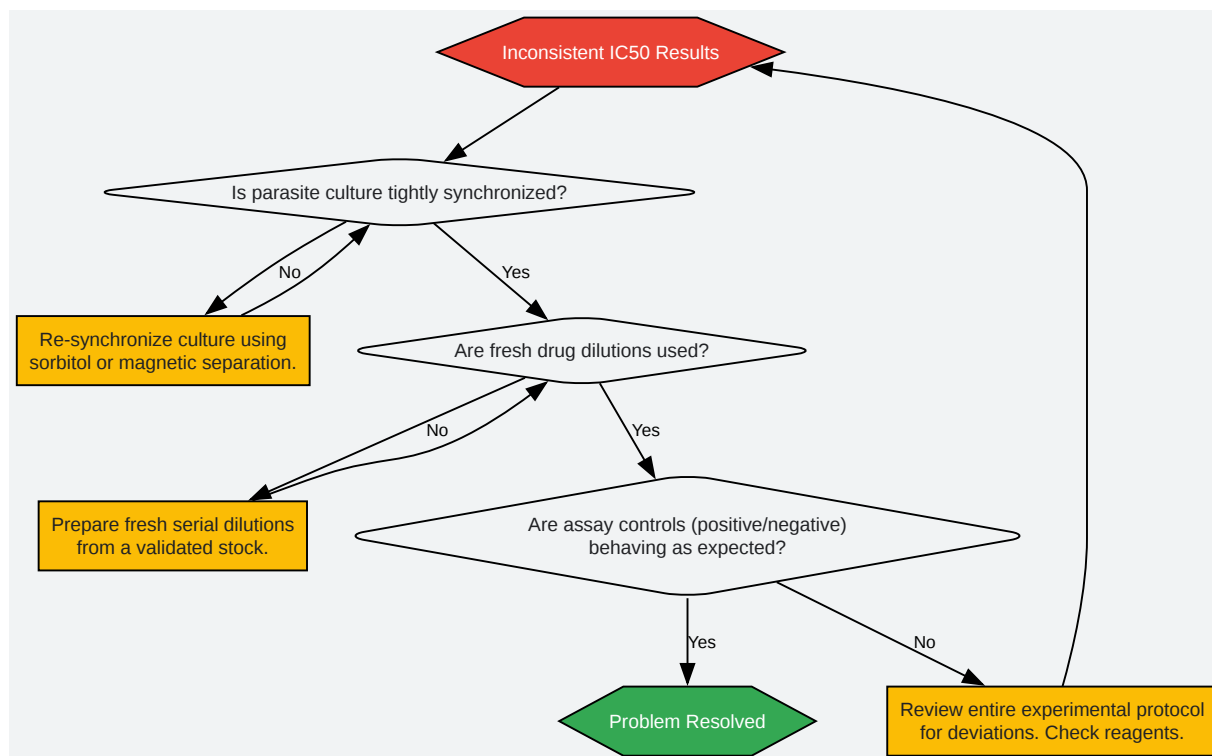 Inconsistent IC50 Results
Is parasite culture tightly synchronized?
No
Yes
Re-synchronize culture using
sorbitol or magnetic separation.
Are fresh drug dilutions used?
No
Yes
Prepare fresh serial dilutions
from a validated stock.
Are assay controls (positive/negative)
behaving as expected?
Yes
No
Problem Resolved
Review entire experimental protocol
for deviations. Check reagents.